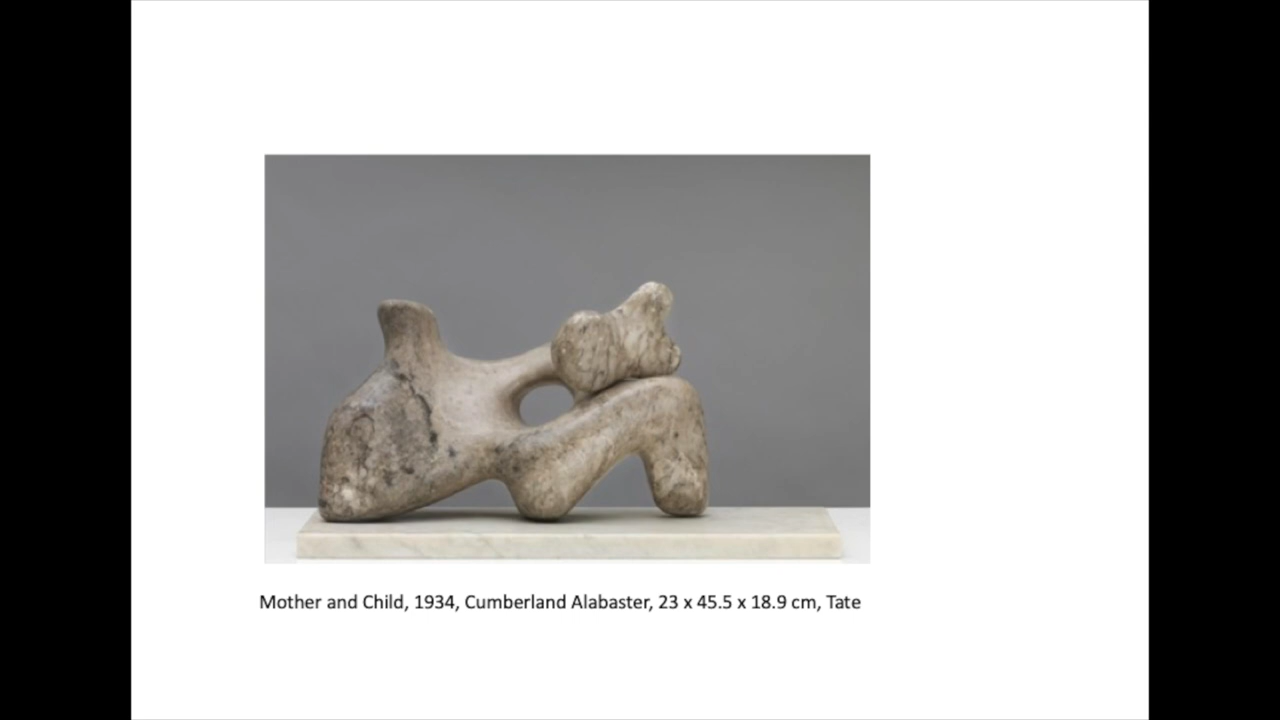 Mother and Child, 1934, Cumberland Alabaster, 23 x 45.5 x 18.9 cm, Tate